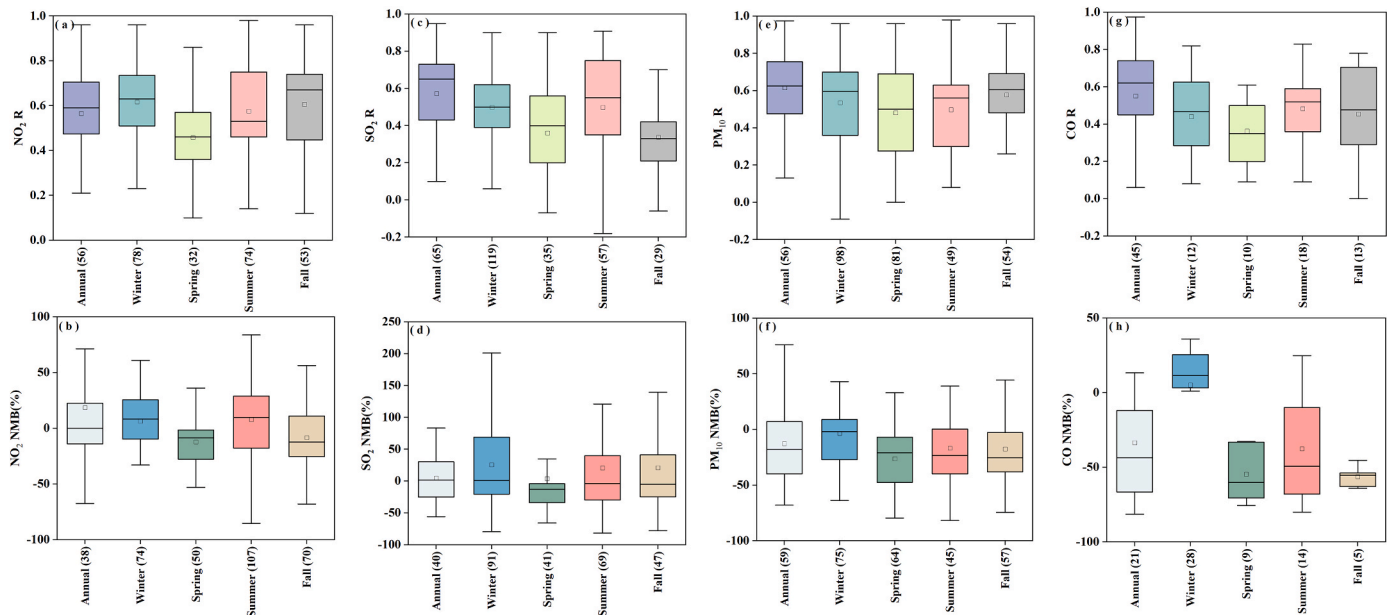 ( a )
NO2 R
1.0
0.8
0.6
0.4
0.2
0.0
Annual (56)
Winter (78)
Spring (32)
Summer (74)
Fall (53)
( c )
SO2 R
1.0
0.8
0.6
0.4
0.2
0.0
-0.2
Annual (65)
Winter (119)
Spring (35)
Summer (57)
Fall (29)
( e )
PM10 R
1.0
0.8
0.6
0.4
0.2
0.0
-0.2
Annual (56)
Winter (98)
Spring (81)
Summer (49)
Fall (54)
( g )
CO R
1.0
0.8
0.6
0.4
0.2
0.0
-0.2
Annual (45)
Winter (12)
Spring (10)
Summer (18)
Fall (13)
( b )
NO2 NMB(%)
100
50
0
-50
-100
Annual (38)
Winter (74)
Spring (50)
Summer (107)
Fall (70)
( d )
SO2 NMB(%)
250
200
150
100
50
0
-50
-100
Annual (40)
Winter (91)
Spring (41)
Summer (69)
Fall (47)
( f )
PM10 NMB(%)
100
50
0
-50
-100
Annual (59)
Winter (75)
Spring (64)
Summer (45)
Fall (57)
( h )
CO NMB(%)
50
0
-50
-100
Annual (21)
Winter (28)
Spring (9)
Summer (14)
Fall (5)